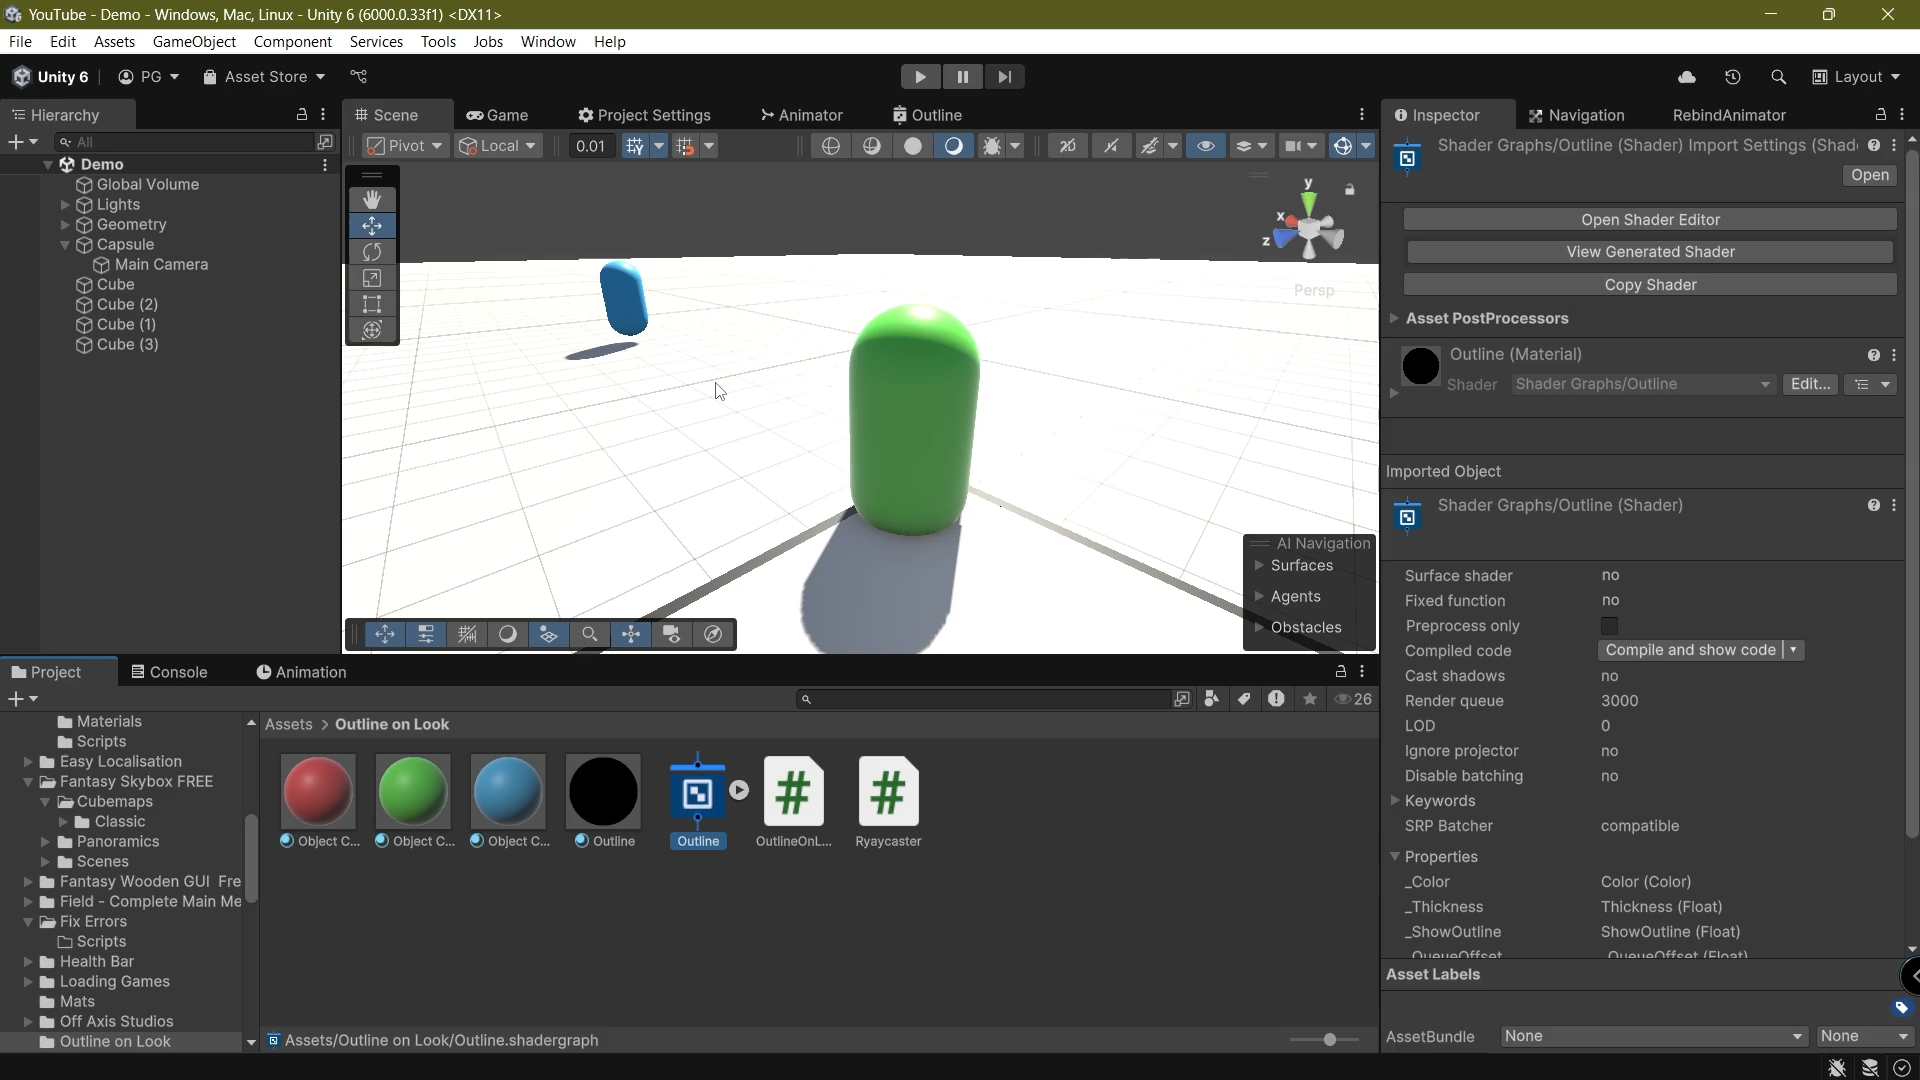 YouTube - Demo - Windows, Mac, Linux - Unity 6 (6000.0.33f1) <DX11>
File Edit Assets GameObject Component Services Tools Jobs Window Help
Unity 6 PG Asset Store Layout
Hierarchy
All
Demo
Global Volume
Lights
Geometry
Capsule
Main Camera
Cube
Cube (2)
Cube (1)
Cube (3)
Scene Game Project Settings Animator Outline
Pivot Local 0.01 2D
y
x
z
Persp
AI Navigation
Surfaces
Agents
Obstacles
Inspector Navigation RebindAnimator
Shader Graphs/Outline (Shader) Import Settings (Shad
Open
Open Shader Editor
View Generated Shader
Copy Shader
Asset PostProcessors
Outline (Material)
Shader Shader Graphs/Outline Edit...
Imported Object
Shader Graphs/Outline (Shader)
Surface shader no
Fixed function no
Preprocess only
Compiled code Compile and show code
Cast shadows no
Render queue 3000
LOD 0
Ignore projector no
Disable batching no
Keywords
SRP Batcher compatible
Properties
_Color Color (Color)
_Thickness Thickness (Float)
_ShowOutline ShowOutline (Float)
_QueueOffset _QueueOffset (Float)
Asset Labels
AssetBundle None None
Project Console Animation
26
Materials
Scripts
Easy Localisation
Fantasy Skybox FREE
Cubemaps
Classic
Panoramics
Scenes
Fantasy Wooden GUI Fre
Field - Complete Main Me
Fix Errors
Scripts
Health Bar
Loading Games
Mats
Off Axis Studios
Outline on Look
Assets > Outline on Look
Object C... Object C... Object C... Outline Outline OutlineOnL... Ryaycaster
Assets/Outline on Look/Outline.shadergraph